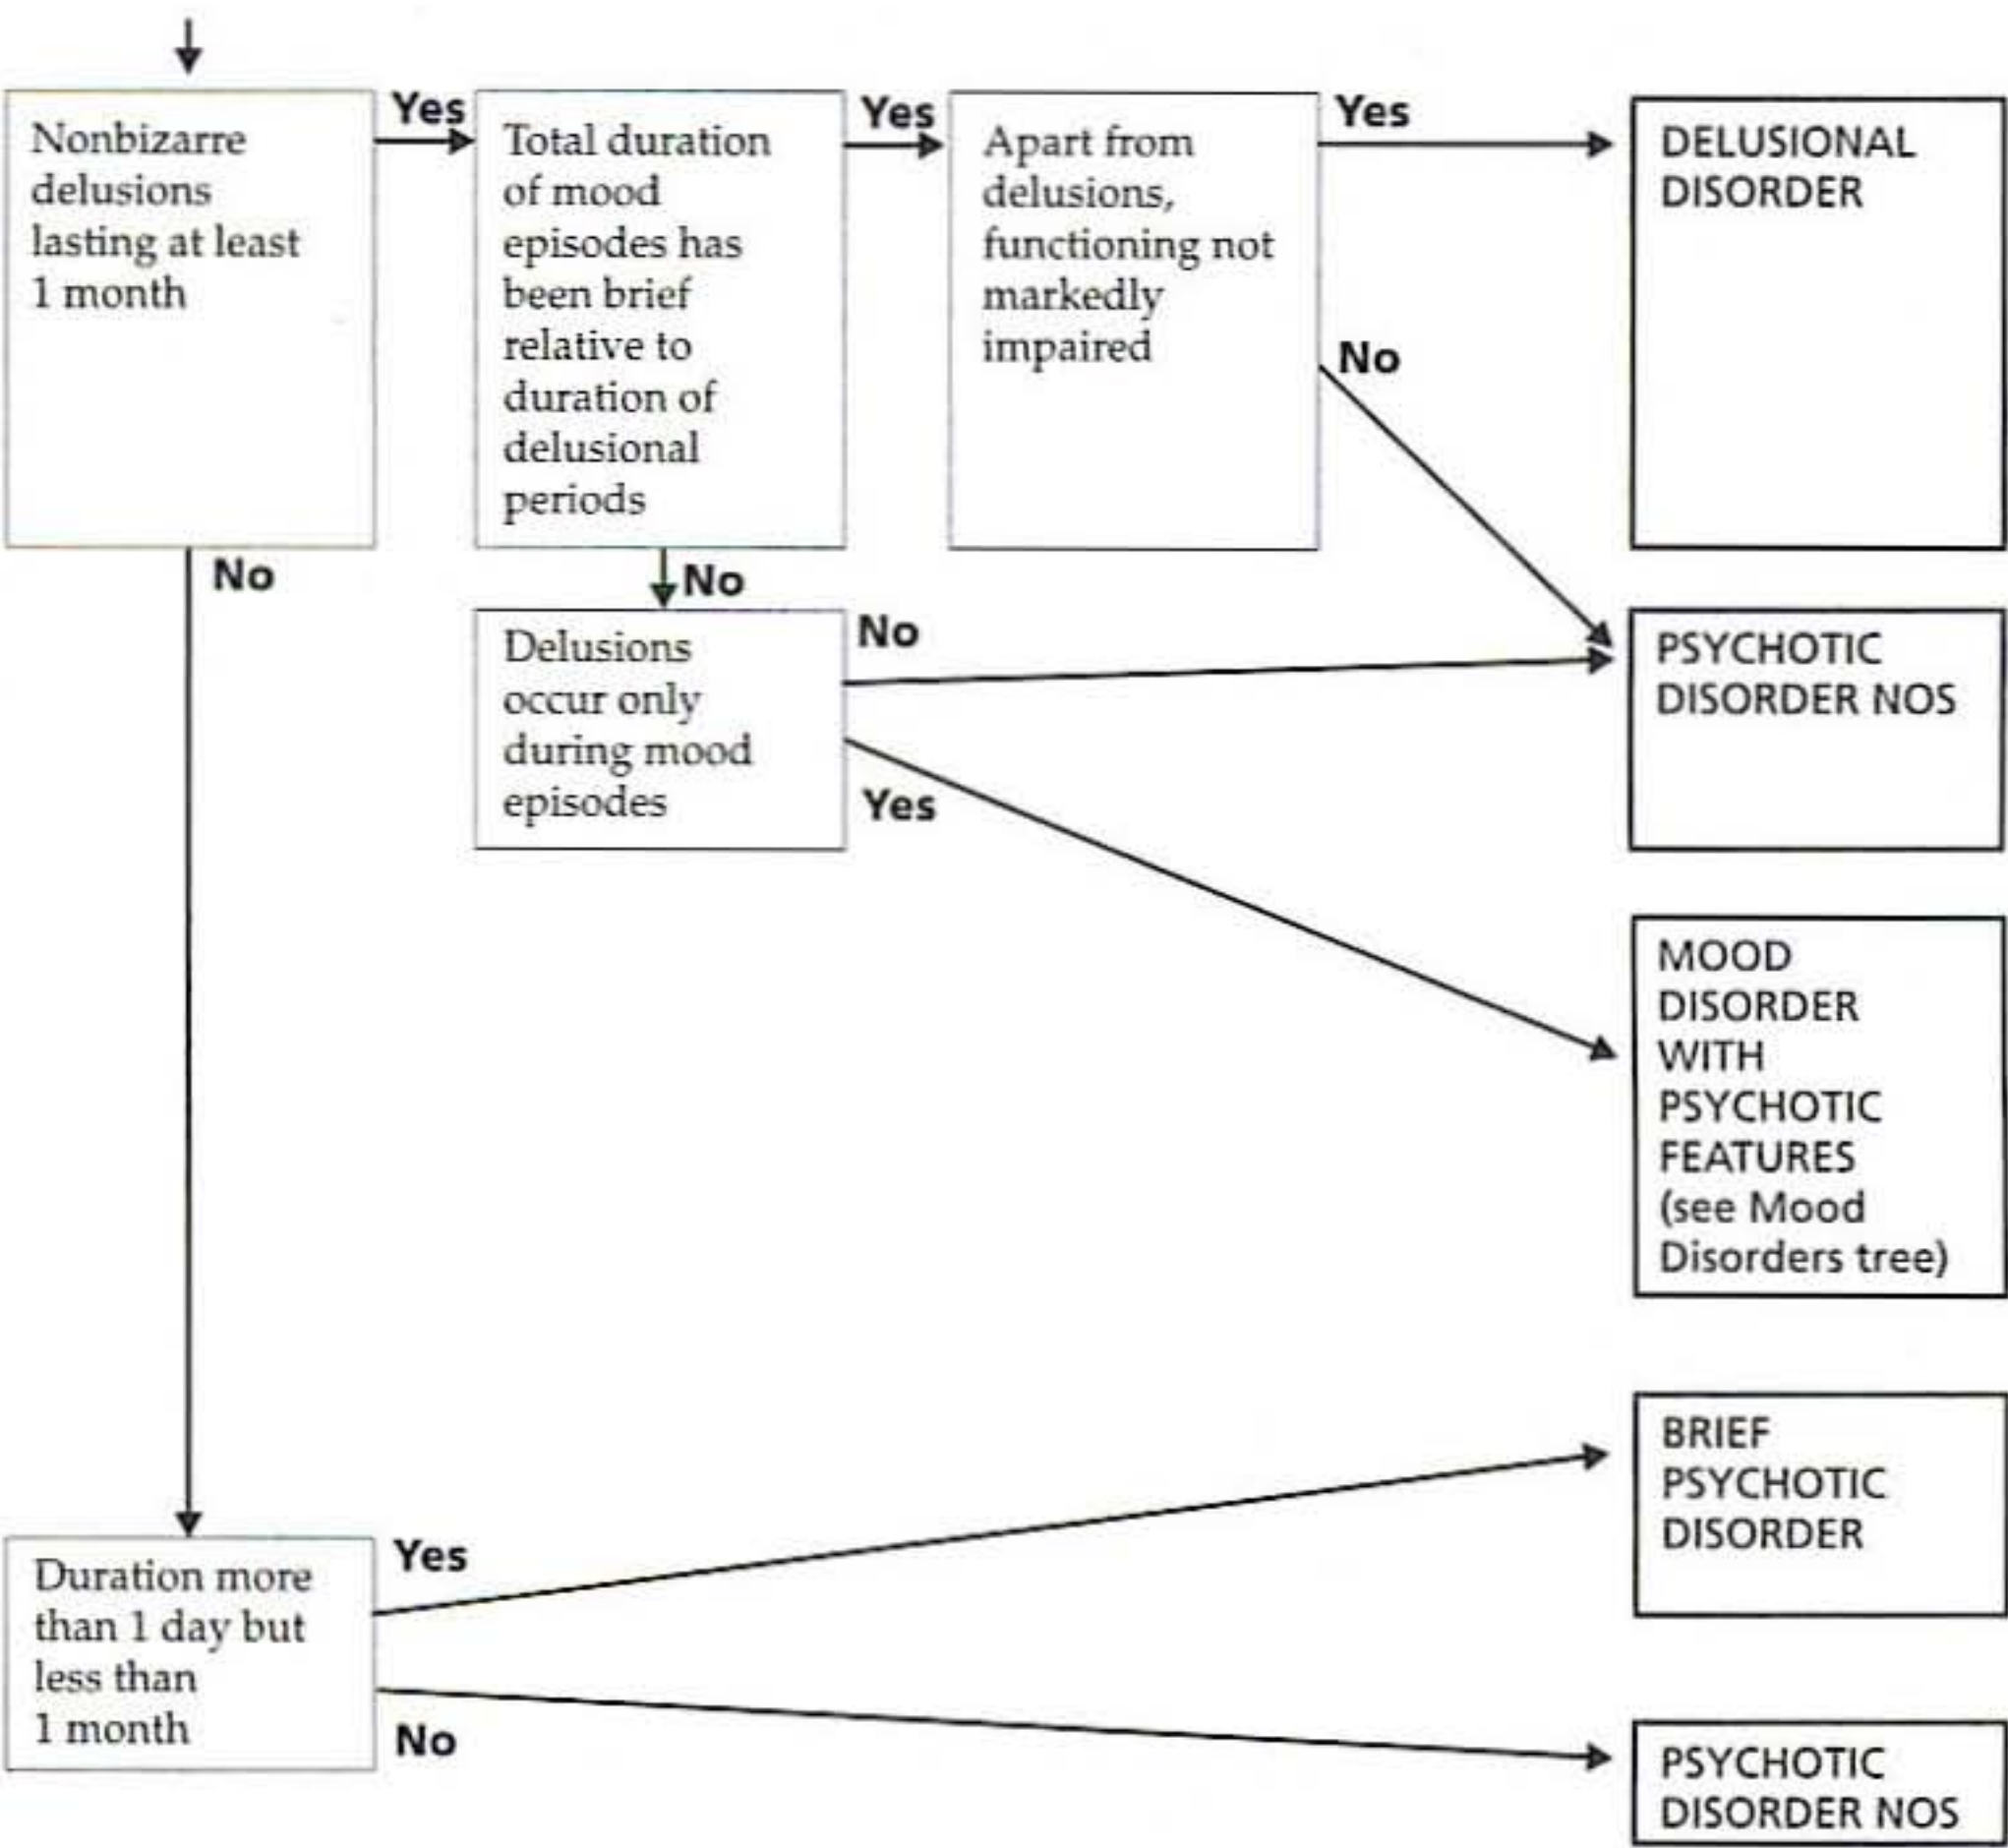 Nonbizarre
delusions
lasting at least
1 month
Yes
Total duration
of mood
episodes has
been brief
relative to
duration of
delusional
periods
Yes
Apart from
delusions,
functioning not
markedly
impaired
Yes
DELUSIONAL
DISORDER
No
No
No
Delusions
occur only
during mood
episodes
No
Yes
PSYCHOTIC
DISORDER NOS
MOOD
DISORDER
WITH
PSYCHOTIC
FEATURES
(see Mood
Disorders tree)
Duration more
than 1 day but
less than
1 month
Yes
No
BRIEF
PSYCHOTIC
DISORDER
PSYCHOTIC
DISORDER NOS